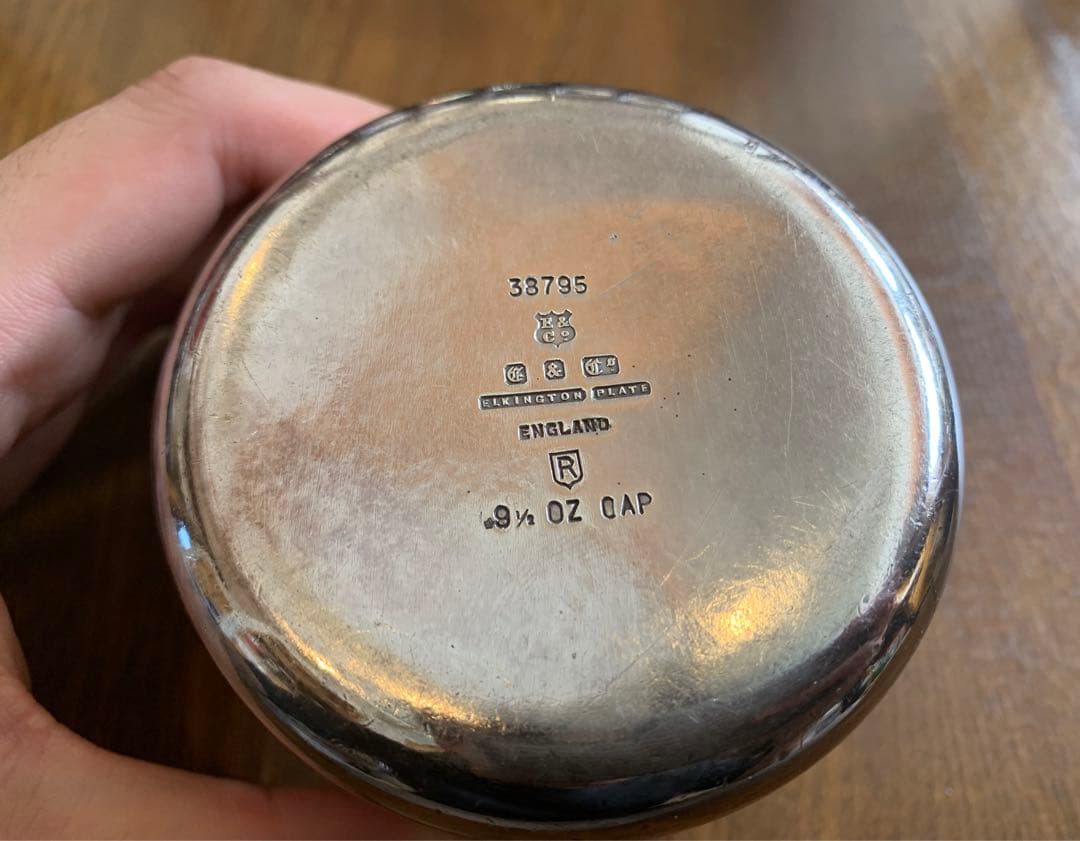 38795
E &
Co
E & Co
ELKINGTON PLATE
ENGLAND
R
9½ OZ CAP